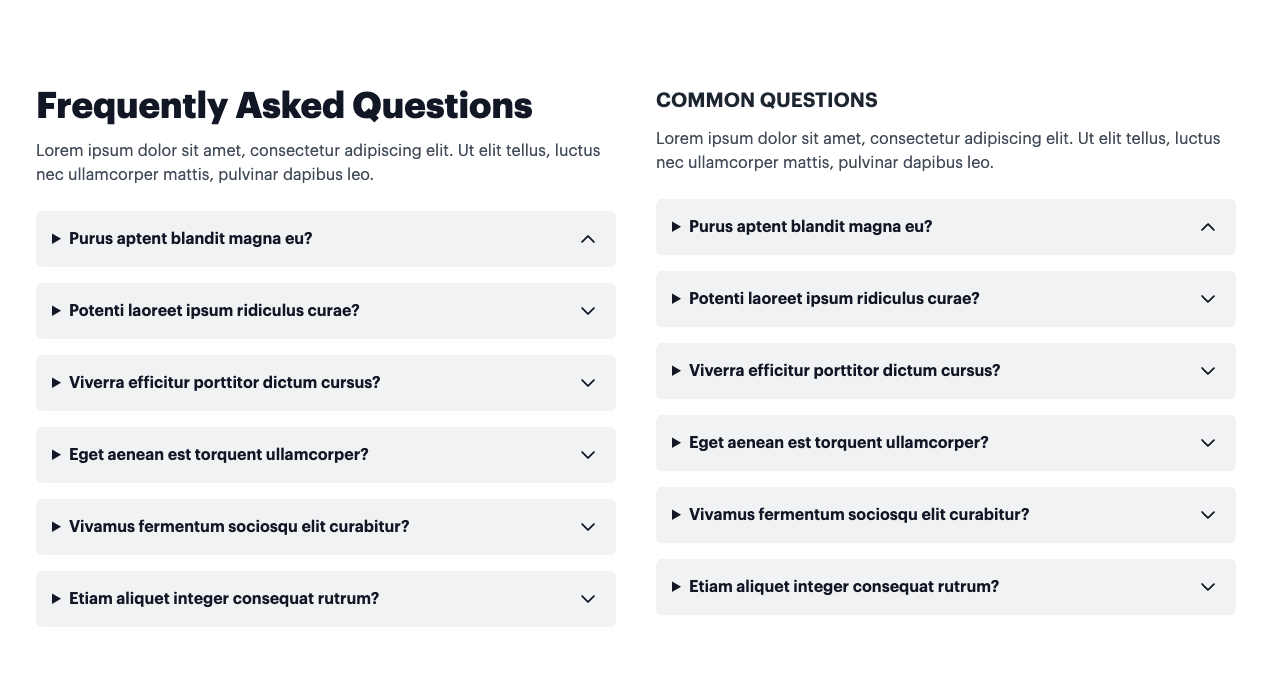 Frequently Asked Questions
Lorem ipsum dolor sit amet, consectetur adipiscing elit. Ut elit tellus, luctus
nec ullamcorper mattis, pulvinar dapibus leo.
Purus aptent blandit magna eu?
Potenti laoreet ipsum ridiculus curae?
Viverra efficitur porttitor dictum cursus?
Eget aenean est torquent ullamcorper?
Vivamus fermentum sociosqu elit curabitur?
Etiam aliquet integer consequat rutrum?
COMMON QUESTIONS
Lorem ipsum dolor sit amet, consectetur adipiscing elit. Ut elit tellus, luctus
nec ullamcorper mattis, pulvinar dapibus leo.
Purus aptent blandit magna eu?
Potenti laoreet ipsum ridiculus curae?
Viverra efficitur porttitor dictum cursus?
Eget aenean est torquent ullamcorper?
Vivamus fermentum sociosqu elit curabitur?
Etiam aliquet integer consequat rutrum?